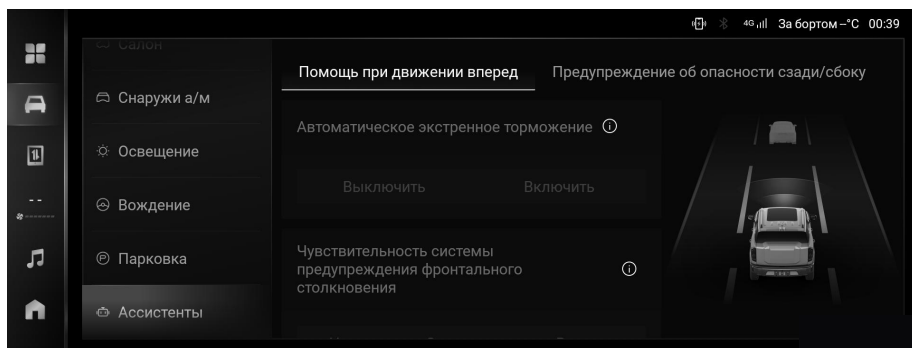 4G За бортом --°C 00:39
Салон
Снаружи а/м
Освещение
Вождение
Парковка
Ассистенты
- -
Помощь при движении вперед
Предупреждение об опасности сзади/сбоку
Автоматическое экстренное торможение
Выключить
Включить
Чувствительность системы
предупреждения фронтального
столкновения